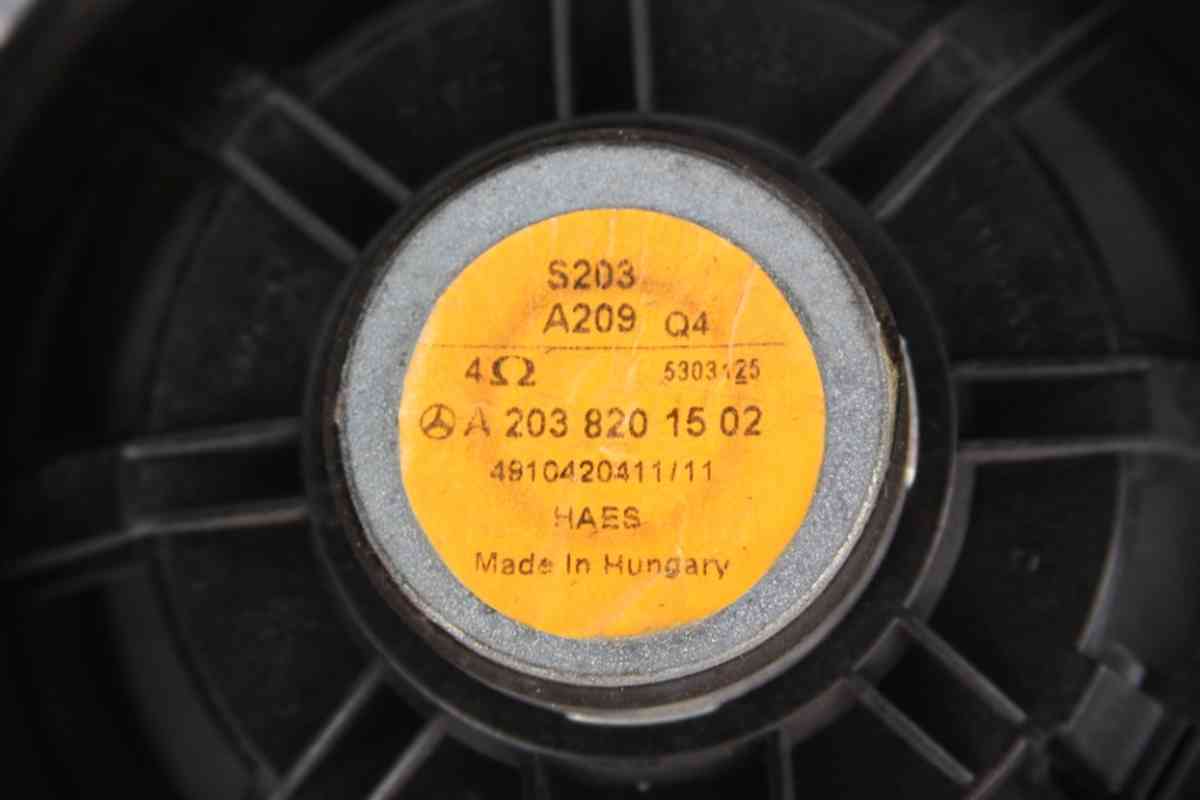 S203
A209 Q4
4Ω 5303125
A 203 820 15 02
4910420411/11
HAES
Made In Hungary